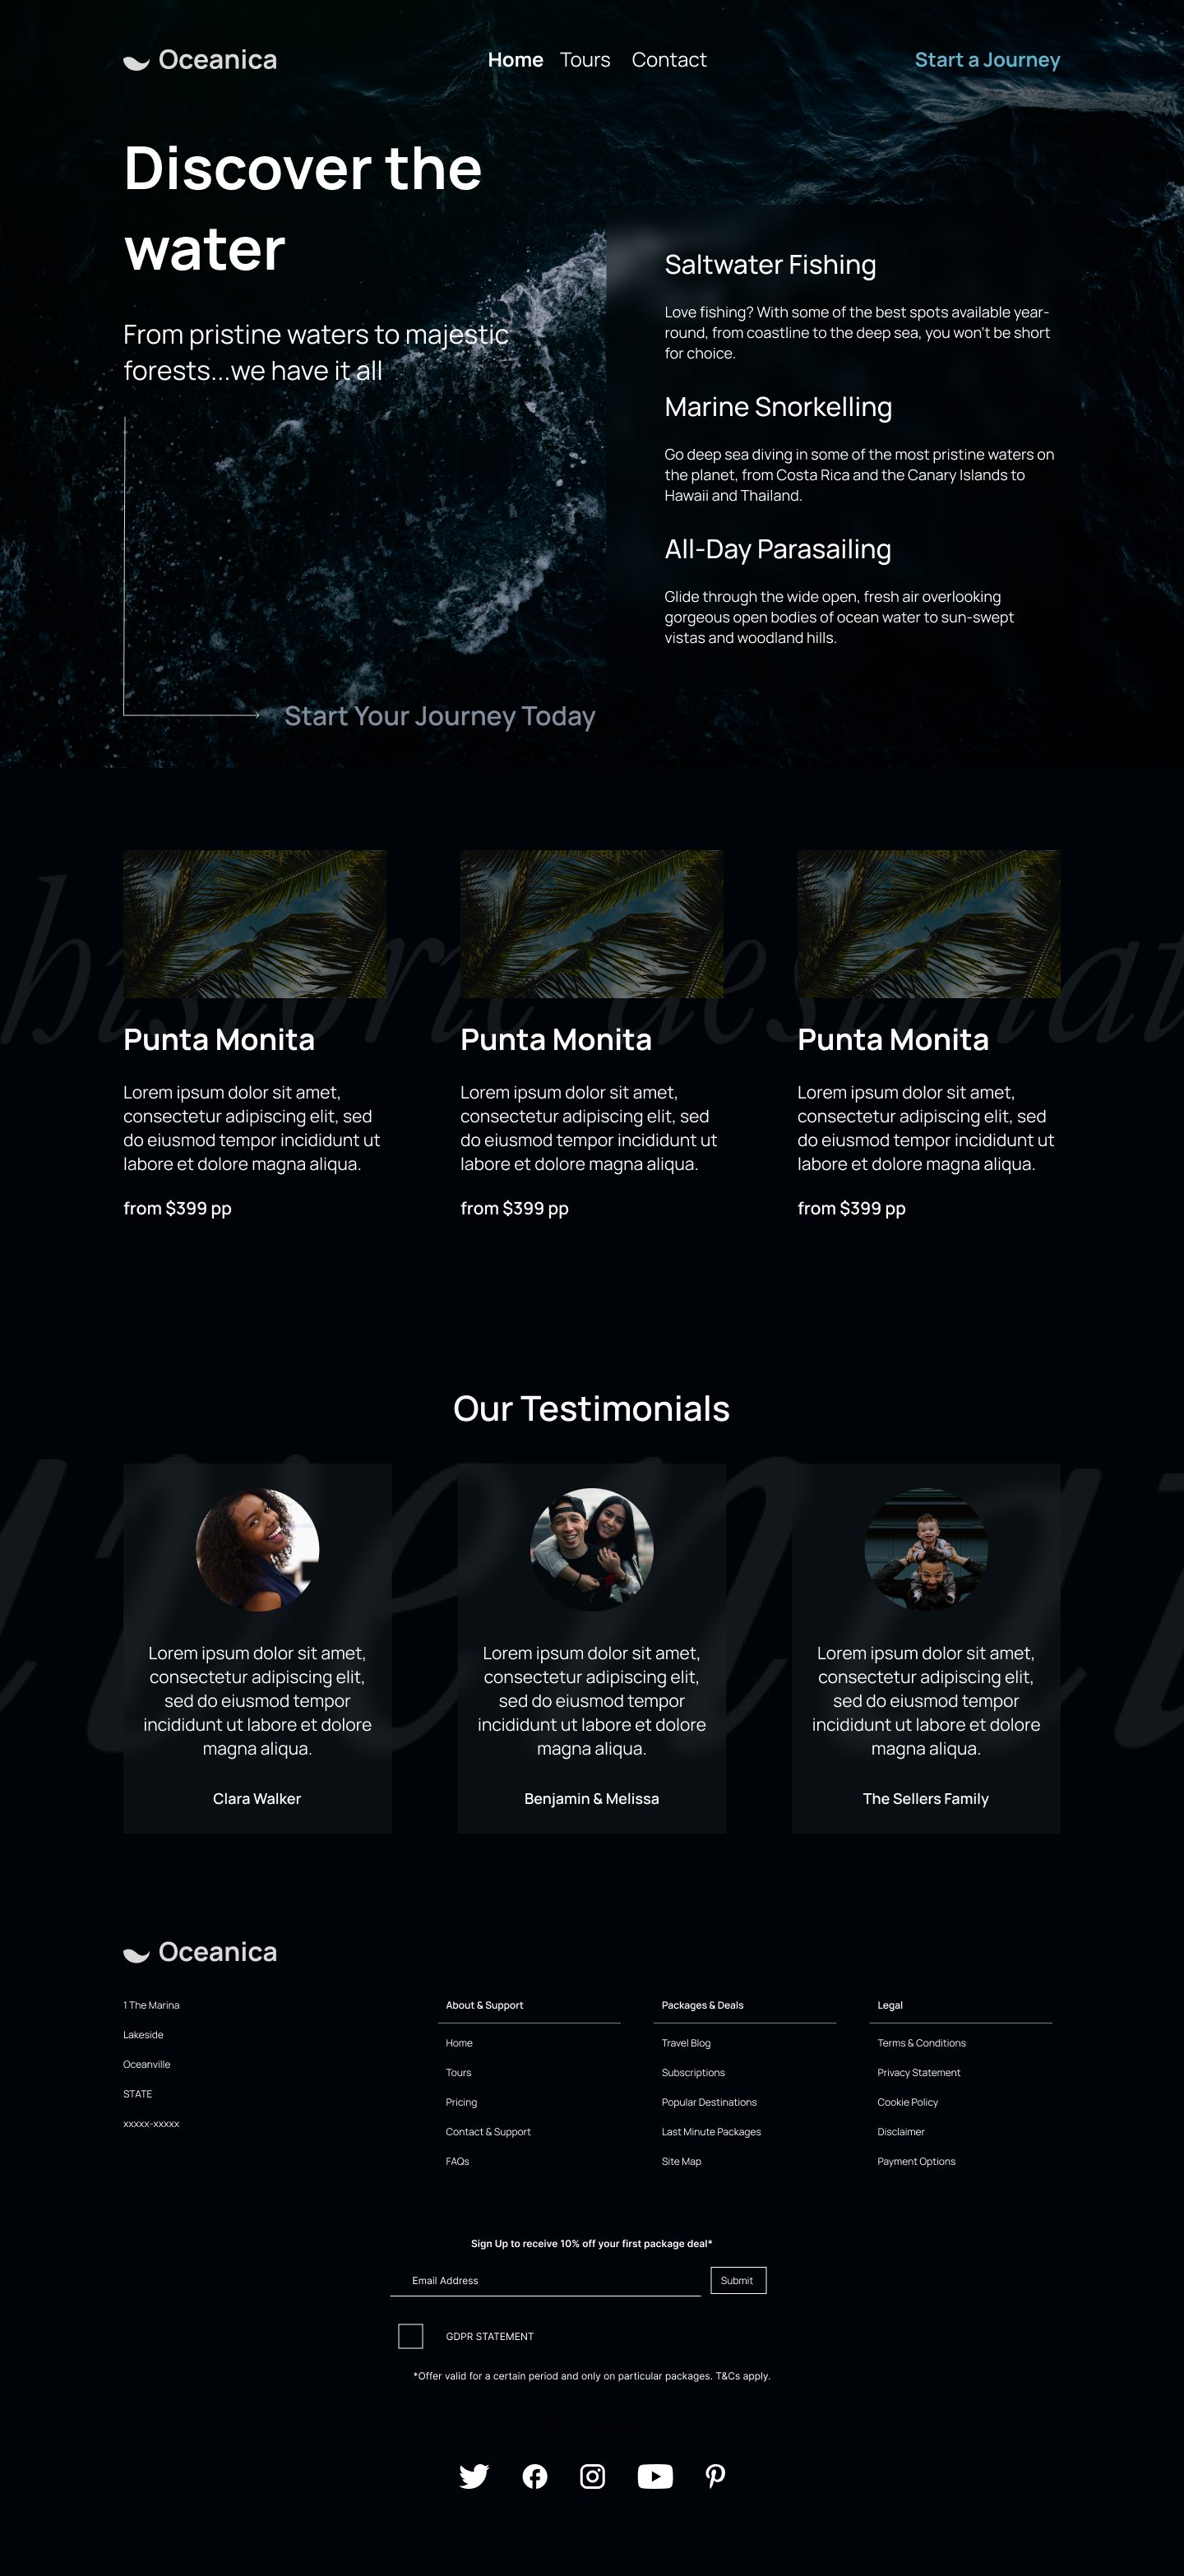 Oceanica
Home Tours Contact
Start a Journey
Discover the
water
From pristine waters to majestic
forests...we have it all
Start Your Journey Today
Saltwater Fishing
Love fishing? With some of the best spots available year-
round, from coastline to the deep sea, you won't be short
for choice.
Marine Snorkelling
Go deep sea diving in some of the most pristine waters on
the planet, from Costa Rica and the Canary Islands to
Hawaii and Thailand.
All-Day Parasailing
Glide through the wide open, fresh air overlooking
gorgeous open bodies of ocean water to sun-swept
vistas and woodland hills.
Punta Monita
Lorem ipsum dolor sit amet,
consectetur adipiscing elit, sed
do eiusmod tempor incididunt ut
labore et dolore magna aliqua.
from $399 pp
Punta Monita
Lorem ipsum dolor sit amet,
consectetur adipiscing elit, sed
do eiusmod tempor incididunt ut
labore et dolore magna aliqua.
from $399 pp
Punta Monita
Lorem ipsum dolor sit amet,
consectetur adipiscing elit, sed
do eiusmod tempor incididunt ut
labore et dolore magna aliqua.
from $399 pp
Our Testimonials
Lorem ipsum dolor sit amet,
consectetur adipiscing elit,
sed do eiusmod tempor
incididunt ut labore et dolore
magna aliqua.
Clara Walker
Lorem ipsum dolor sit amet,
consectetur adipiscing elit,
sed do eiusmod tempor
incididunt ut labore et dolore
magna aliqua.
Benjamin & Melissa
Lorem ipsum dolor sit amet,
consectetur adipiscing elit,
sed do eiusmod tempor
incididunt ut labore et dolore
magna aliqua.
The Sellers Family
Oceanica
1 The Marina
Lakeside
Oceanville
STATE
xxxxx-xxxxx
About & Support
Home
Tours
Pricing
Contact & Support
FAQs
Packages & Deals
Travel Blog
Subscriptions
Popular Destinations
Last Minute Packages
Site Map
Legal
Terms & Conditions
Privacy Statement
Cookie Policy
Disclaimer
Payment Options
Sign Up to receive 10% off your first package deal*
Email Address
Submit
GDPR STATEMENT
*Offer valid for a certain period and only on particular packages. T&Cs apply.